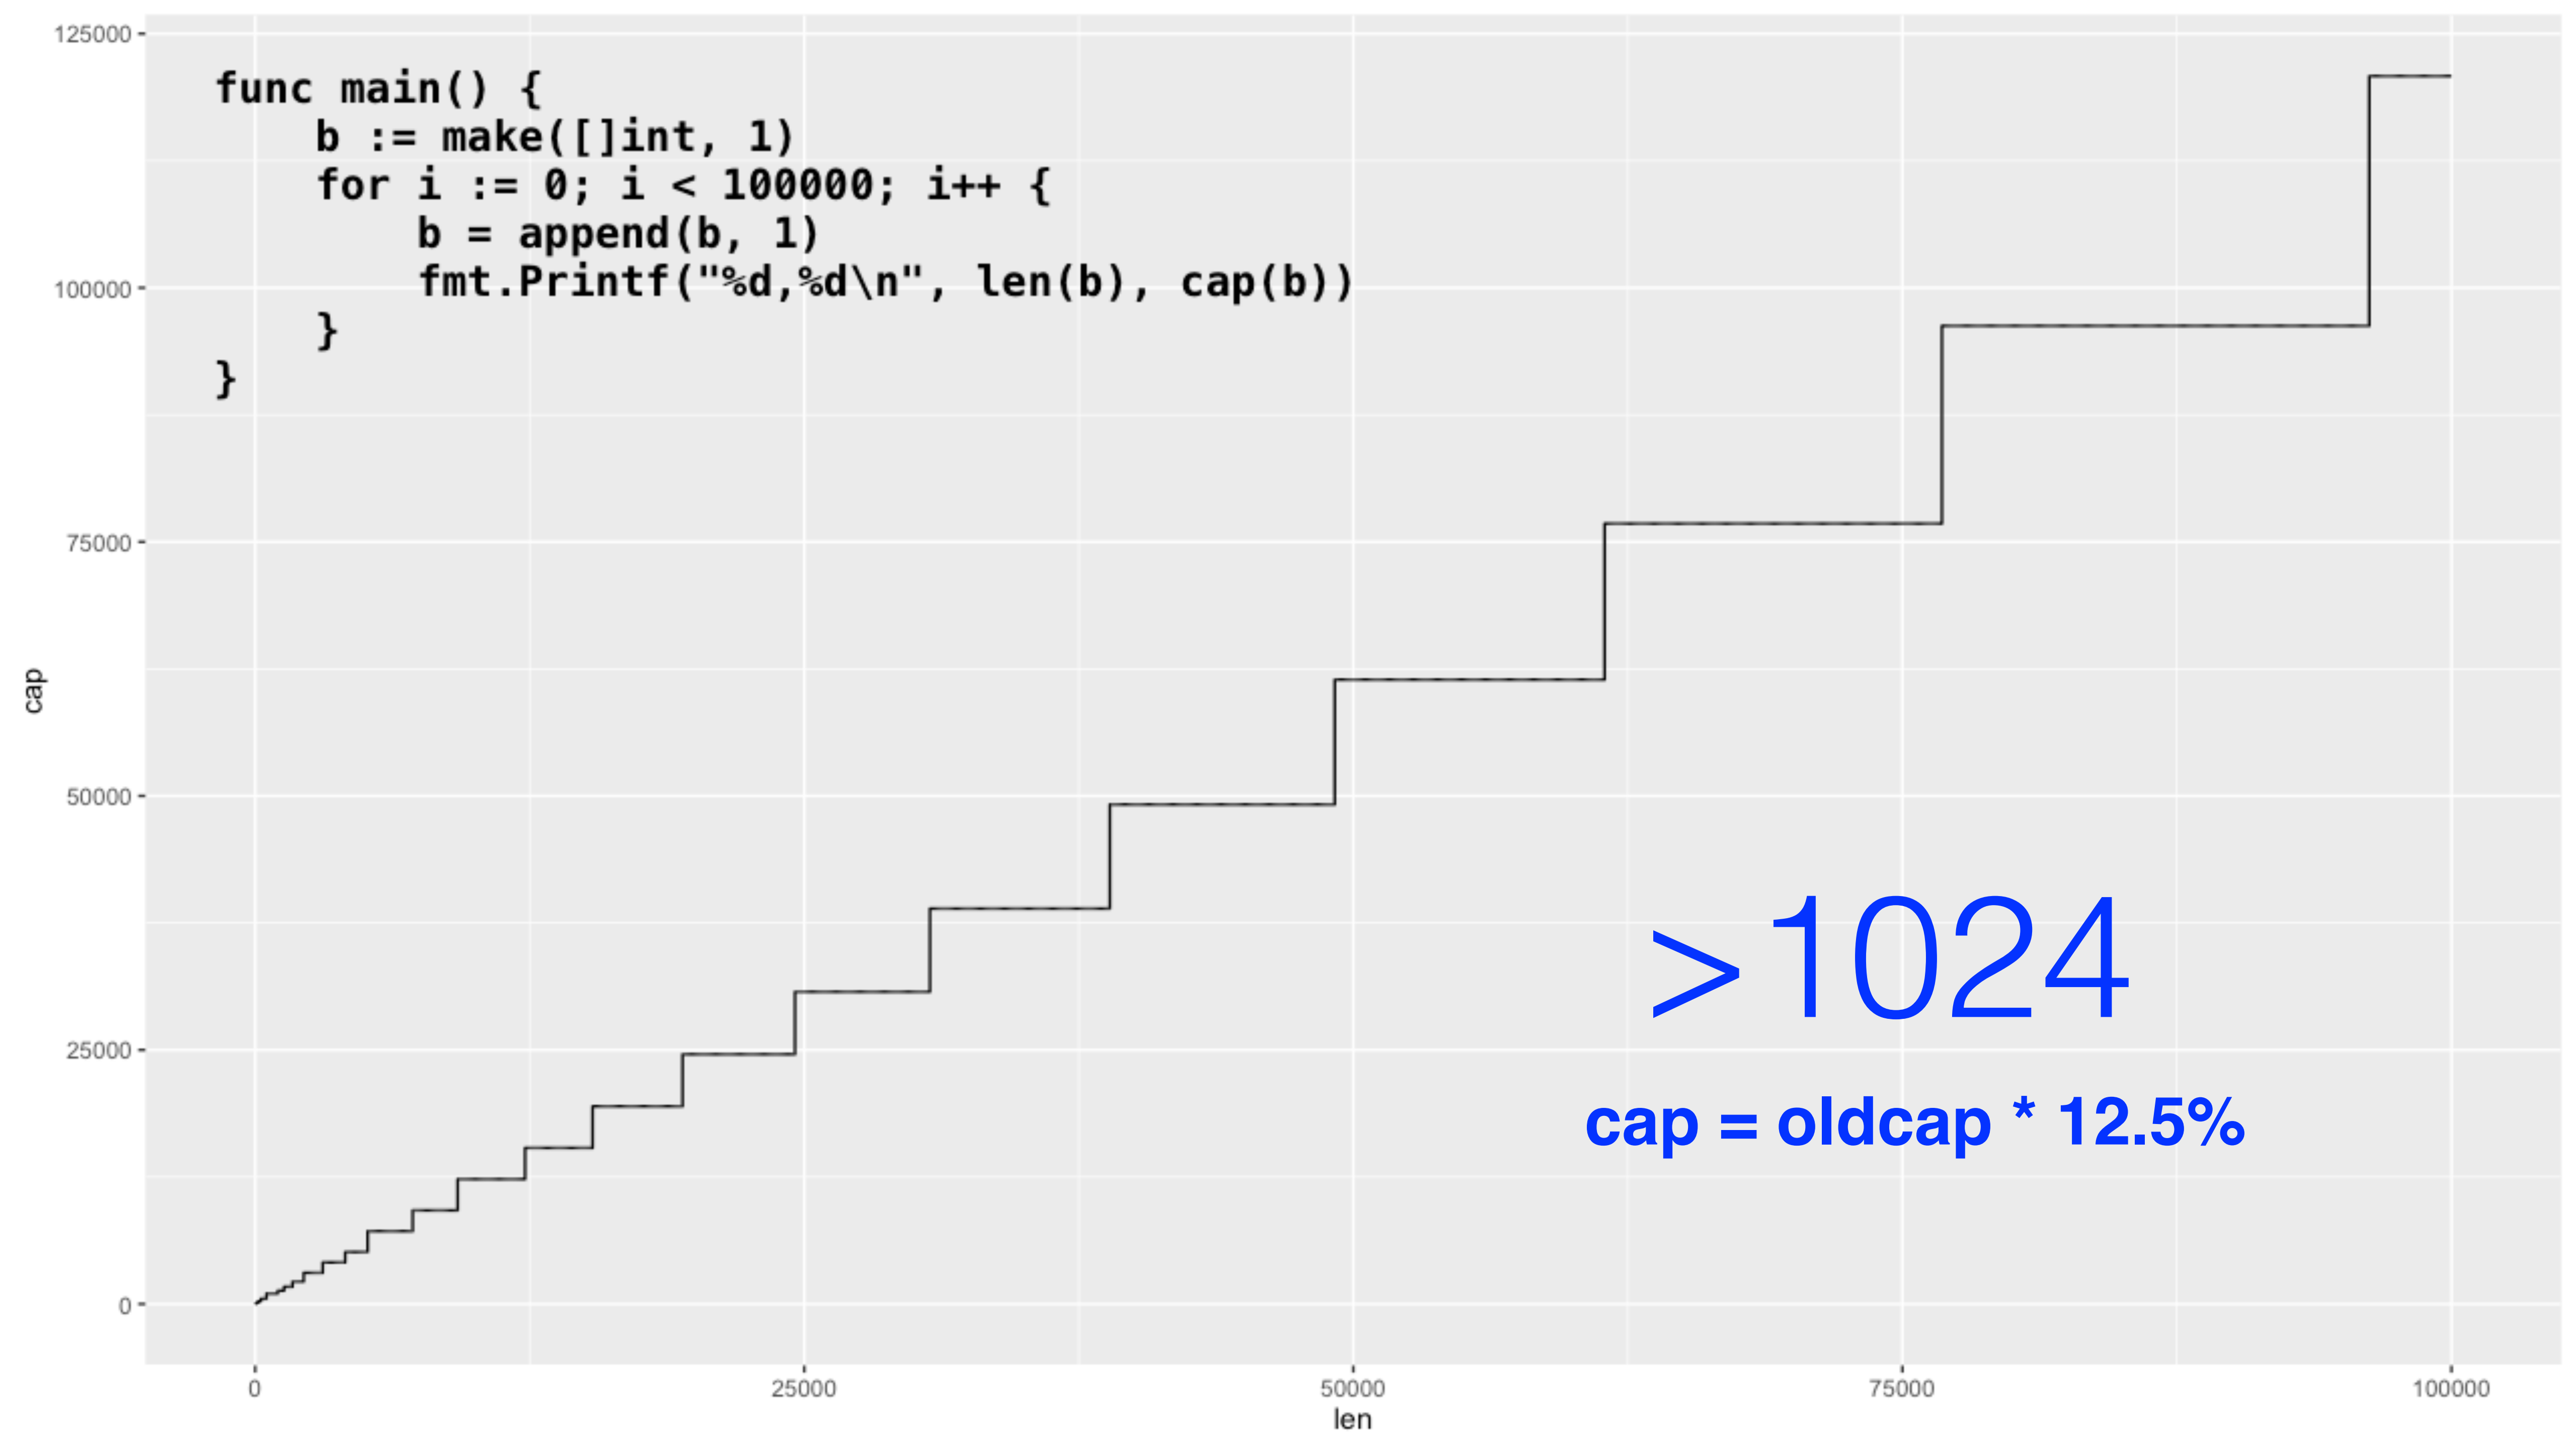 125000
100000
75000
50000
25000
0
cap
func main() {
    b := make([]int, 1)
    for i := 0; i < 100000; i++ {
        b = append(b, 1)
        fmt.Printf("%d,%d\n", len(b), cap(b))
    }
}
>1024
cap = oldcap * 12.5%
0
25000
50000
75000
100000
len